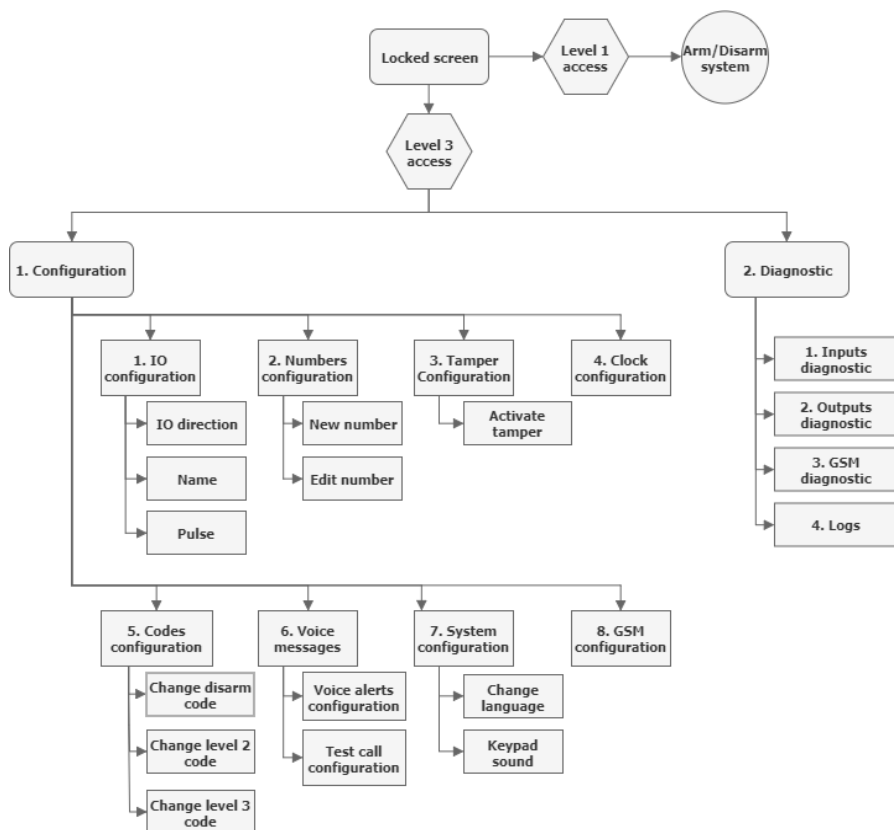 Locked screen
Level 1
access
Arm/Disarm
system
Level 3
access
1. Configuration
2. Diagnostic
1. IO
configuration
2. Numbers
configuration
3. Tamper
Configuration
4. Clock
configuration
IO direction
Name
Pulse
New number
Edit number
Activate
tamper
1. Inputs
diagnostic
2. Outputs
diagnostic
3. GSM
diagnostic
4. Logs
5. Codes
configuration
6. Voice
messages
7. System
configuration
8. GSM
configuration
Change disarm
code
Change level 2
code
Change level 3
code
Voice alerts
configuration
Test call
configuration
Change
language
Keypad
sound